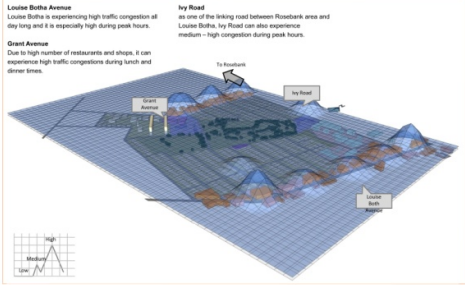 Louise Botha Avenue
Louise Botha is experiencing high traffic congestion all
day long and it is especially high during peak hours.
Grant Avenue
Due to high number of restaurants and shops, it can
experience high traffic congestions during lunch and
dinner times.
Ivy Road
as one of the linking road between Rosebank area and
Louise Botha, Ivy Road can also experience
medium – high congestion during peak hours.
To Rosebank
Grant
Avenue
Ivy Road
Louise
Both
Avenue
High
Medium
Low